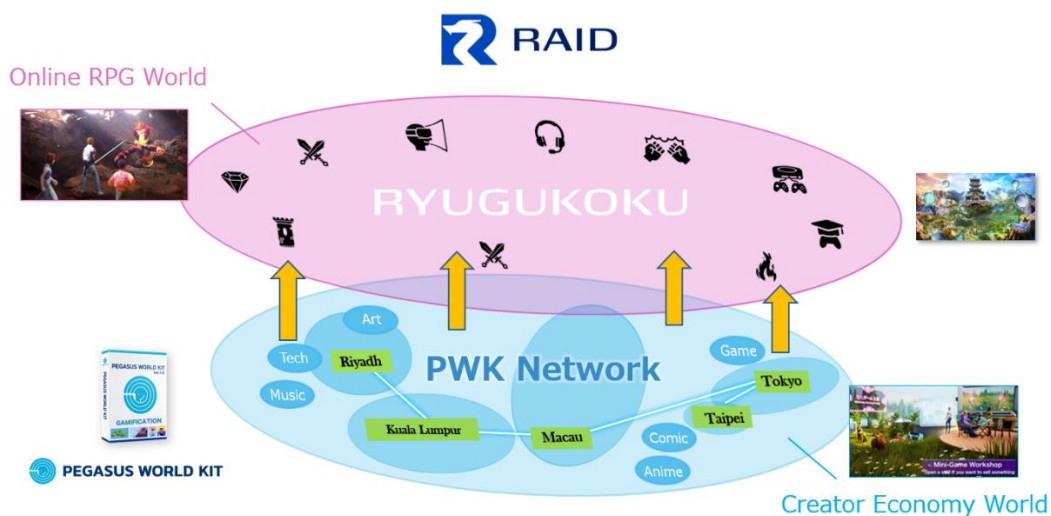 RAID
Online RPG World
RYUGUKOKU
Art
Tech
Riyadh
Music
PWK Network
Game
Tokyo
Taipei
Kuala Lumpur
Macau
Comic
Anime
PEGASUS WORLD KIT
GAMIFICATION
PEGASUS WORLD KIT
Mini-Game Workshop
Creator Economy World